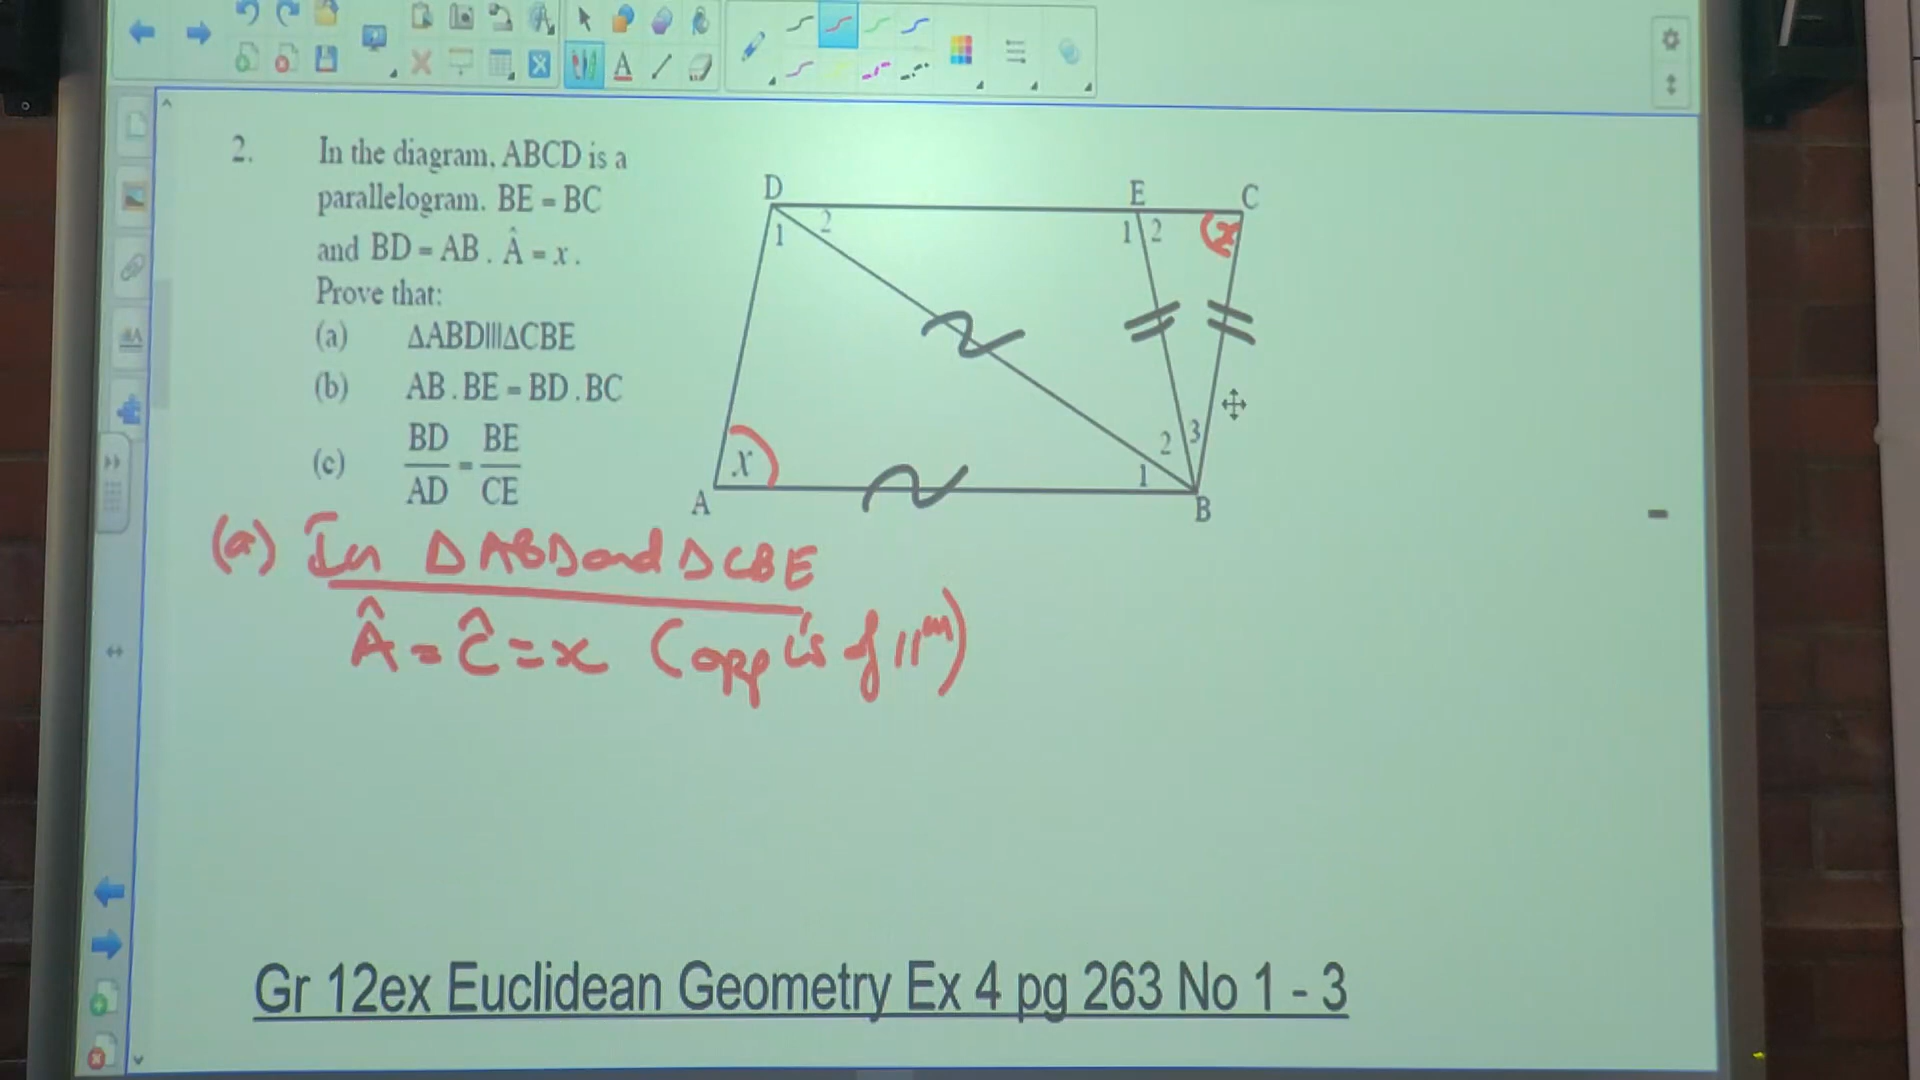 2. In the diagram, ABCD is a
parallelogram. BE = BC
and BD = AB. Â = x.
Prove that:
(a) ΔABD|||ΔCBE
(b) AB.BE = BD.BC
(c) BD/AD = BE/CE
D
E
C
2
1
1 2
x
2
3
x
1
A
B
(a) In Δ ABD and Δ CBE
Â = Ĉ = x (opp ∠'s of ||ᵐ)
Gr 12ex Euclidean Geometry Ex 4 pg 263 No 1 - 3